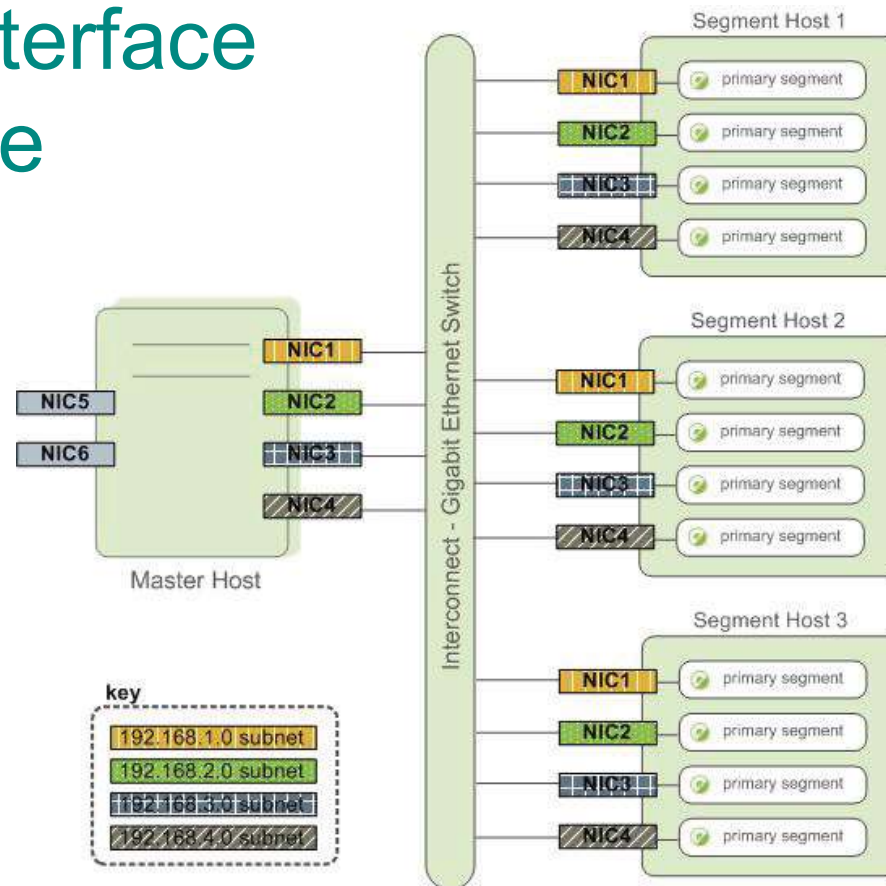 terface
e
Segment Host 1
NIC1 primary segment
NIC2 primary segment
NIC3 primary segment
NIC4 primary segment
Interconnect - Gigabit Ethernet Switch
NIC1
NIC5 NIC2
NIC6 NIC3
NIC4
Master Host
Segment Host 2
NIC1 primary segment
NIC2 primary segment
NIC3 primary segment
NIC4 primary segment
Segment Host 3
NIC1 primary segment
NIC2 primary segment
NIC3 primary segment
NIC4 primary segment
key
192.168.1.0 subnet
192.168.2.0 subnet
192.168.3.0 subnet
192.168.4.0 subnet